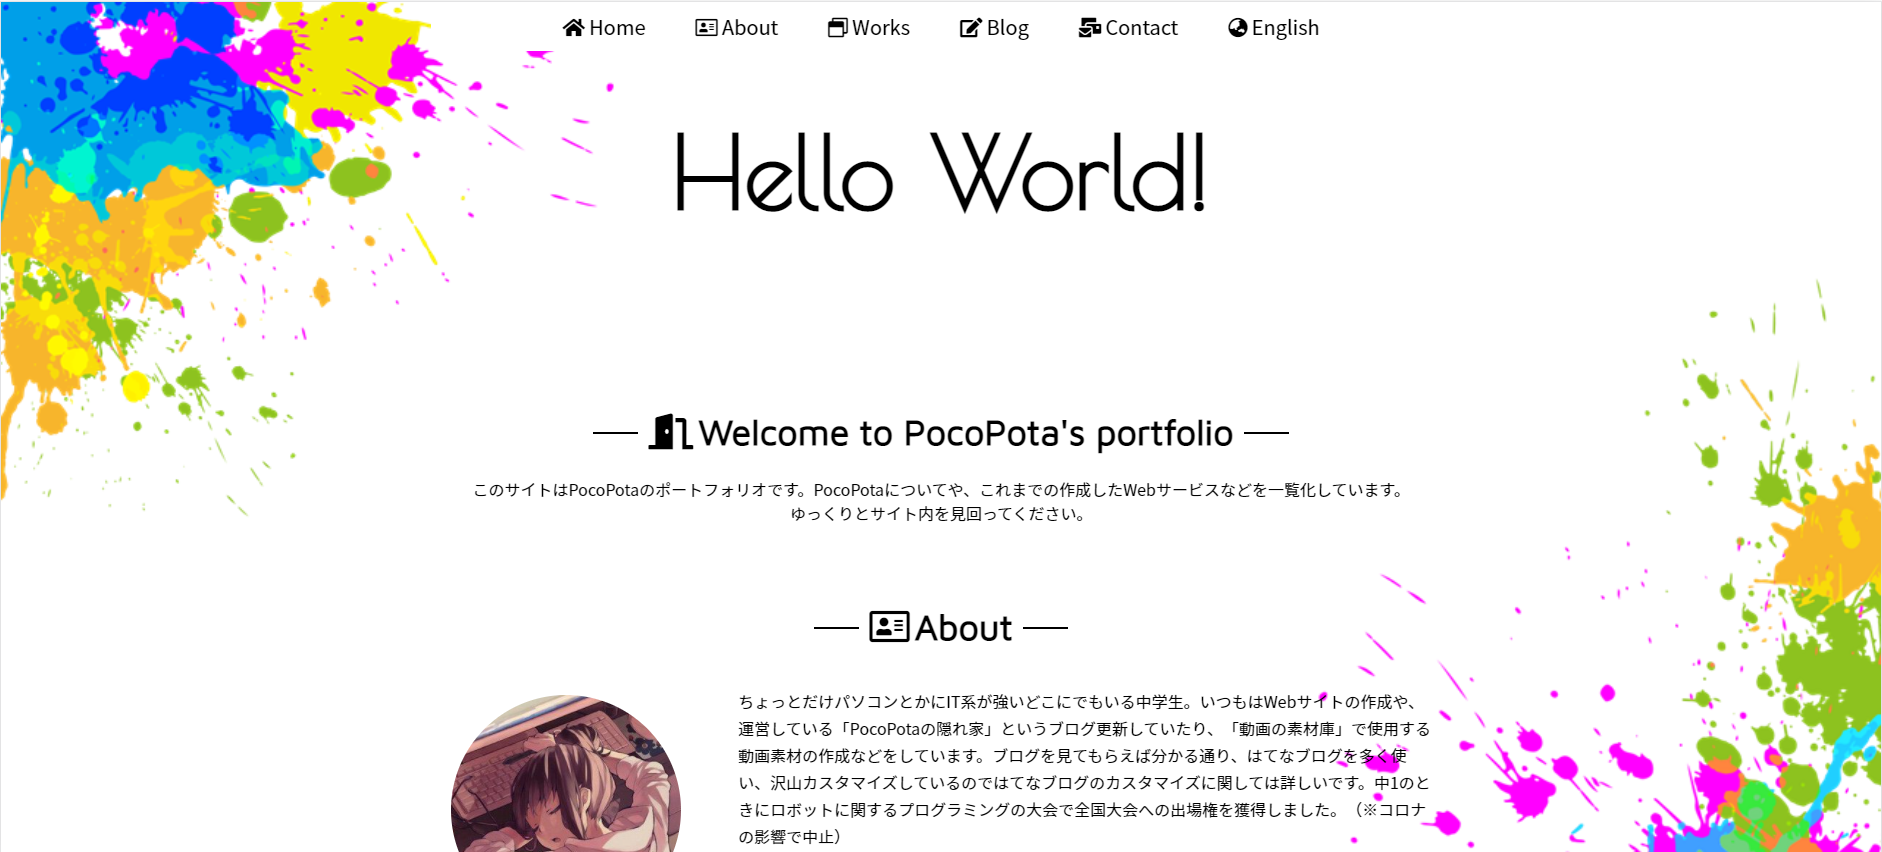 Home About Works Blog Contact English
Hello World!
Welcome to PocoPota's portfolio
このサイトはPocoPotaのポートフォリオです。PocoPotaについてや、これまでの作成したWebサービスなどを一覧化しています。
ゆっくりとサイト内を見回ってください。
About
ちょっとだけパソコンとかにIT系が強いどこにでもいる中学生。いつもはWebサイトの作成や、
運営している「PocoPotaの隠れ家」というブログ更新していたり、「動画の素材庫」で使用する
動画素材の作成などをしています。ブログを見てもらえば分かる通り、はてなブログを多く使
い、沢山カスタマイズしているのではてなブログのカスタマイズに関しては詳しいです。中1のと
きにロボットに関するプログラミングの大会で全国大会への出場権を獲得しました。（※コロナ
の影響で中止）